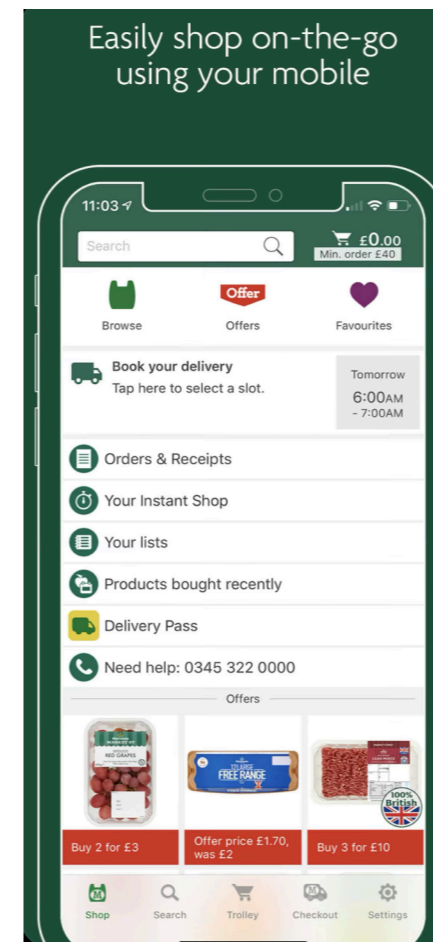 Easily shop on-the-go
using your mobile
11:03
Search
£0.00
Min. order £40
Offer
Browse
Offers
Favourites
Book your delivery
Tap here to select a slot.
Tomorrow
6:00AM
- 7:00AM
Orders & Receipts
Your Instant Shop
Your lists
Products bought recently
Delivery Pass
Need help: 0345 322 0000
Offers
RED GRAPES
12 LARGE
FREE RANGE
100%
British
Buy 2 for £3
Offer price £1.70,
was £2
Buy 3 for £10
M
M
Shop
Search
Trolley
Checkout
Settings